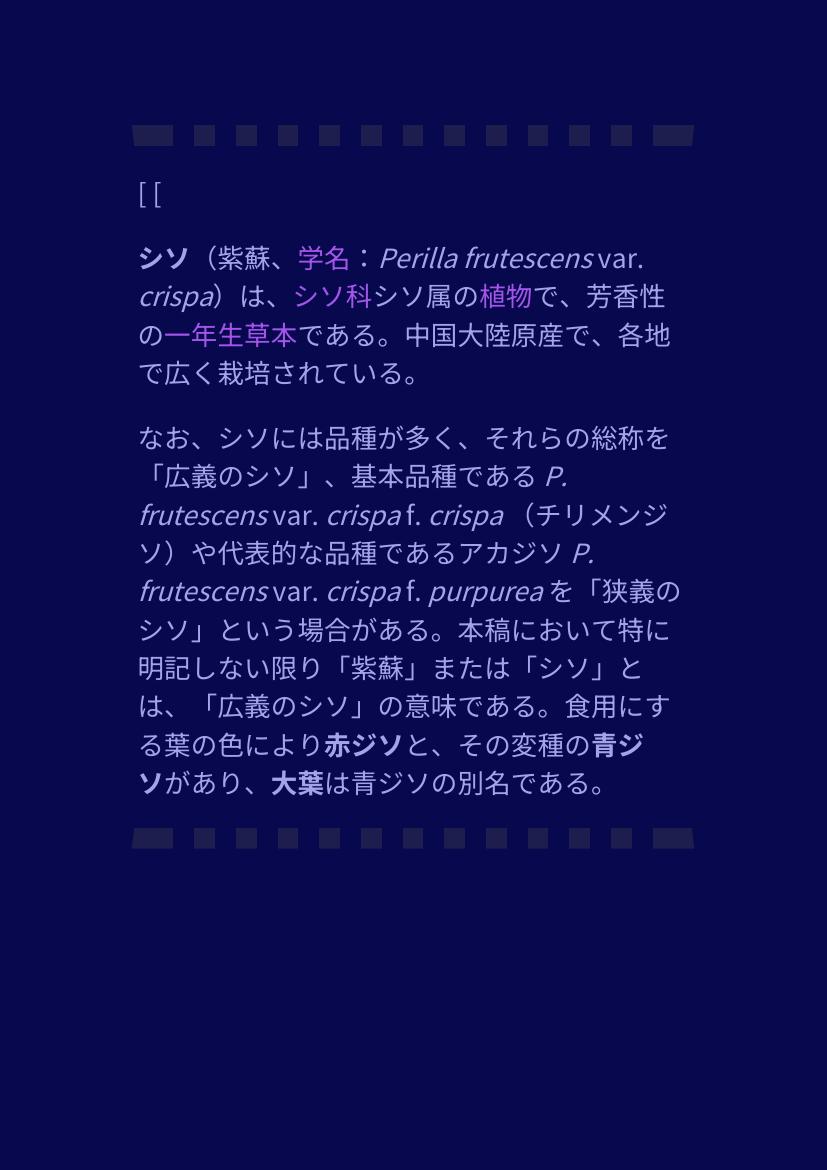 [ [
シソ（紫蘇、学名：Perilla frutescens var.
crispa）は、シソ科シソ属の植物で、芳香性
の一年生草本である。中国大陸原産で、各地
で広く栽培されている。
なお、シソには品種が多く、それらの総称を
「広義のシソ」、基本品種である P.
frutescens var. crispa f. crispa （チリメンジ
ソ）や代表的な品種であるアカジソ P.
frutescens var. crispa f. purpurea を「狭義の
シソ」という場合がある。本稿において特に
明記しない限り「紫蘇」または「シソ」と
は、「広義のシソ」の意味である。食用にす
る葉の色により赤ジソと、その変種の青ジ
ソがあり、大葉は青ジソの別名である。